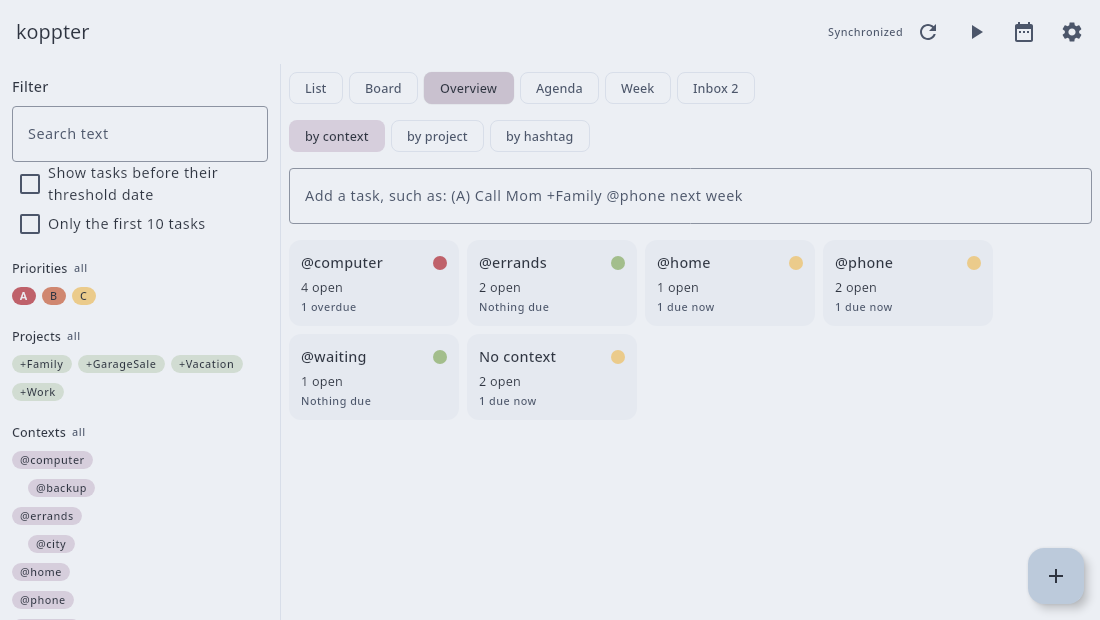 koppter
Synchronized
Filter
Search text
Show tasks before their
threshold date
Only the first 10 tasks
Priorities all
A B C
Projects all
+Family +GarageSale +Vacation
+Work
Contexts all
@computer
@backup
@errands
@city
@home
@phone
List Board Overview Agenda Week Inbox 2
by context by project by hashtag
Add a task, such as: (A) Call Mom +Family @phone next week
@computer
4 open
1 overdue
@errands
2 open
Nothing due
@home
1 open
1 due now
@phone
2 open
1 due now
@waiting
1 open
Nothing due
No context
2 open
1 due now